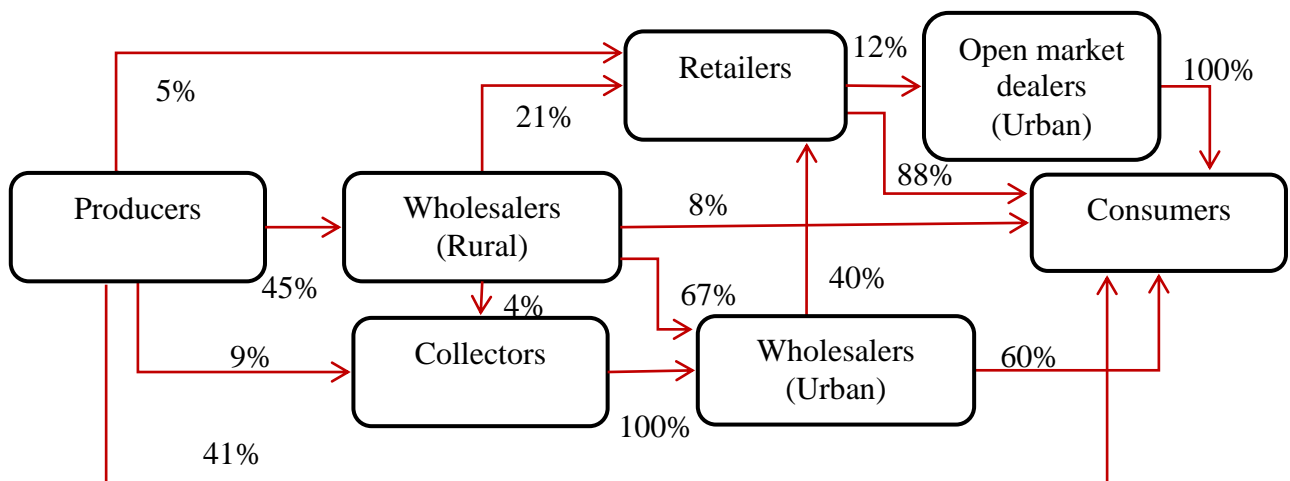 Retailers
12%
Open market
dealers
(Urban)
100%
5%
21%
88%
Producers
Wholesalers
(Rural)
8%
Consumers
45%
4%
67%
40%
9%
Collectors
Wholesalers
(Urban)
60%
100%
41%